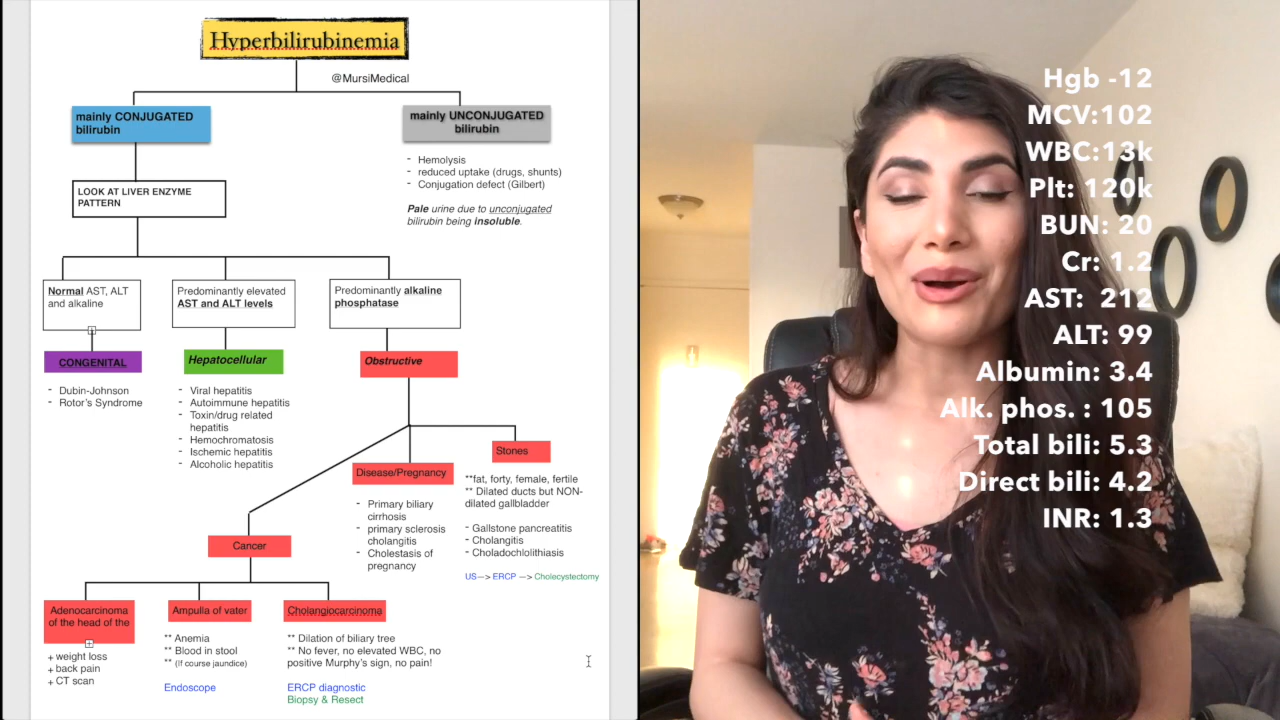 Hyperbilirubinemia
@MursiMedical
mainly CONJUGATED
bilirubin
mainly UNCONJUGATED
bilirubin
- Hemolysis
- reduced uptake (drugs, shunts)
- Conjugation defect (Gilbert)
Pale urine due to unconjugated
bilirubin being insoluble.
LOOK AT LIVER ENZYME
PATTERN
Normal AST, ALT
and alkaline
Predominantly elevated
AST and ALT levels
Predominantly alkaline
phosphatase
CONGENITAL
- Dubin-Johnson
- Rotor's Syndrome
Hepatocellular
- Viral hepatitis
- Autoimmune hepatitis
- Toxin/drug related
hepatitis
- Hemochromatosis
- Ischemic hepatitis
- Alcoholic hepatitis
Obstructive
Stones
**fat, forty, female, fertile
** Dilated ducts but NON-
dilated gallbladder
- Gallstone pancreatitis
- Cholangitis
- Choladochlolithiasis
US—> ERCP —> Cholecystectomy
Disease/Pregnancy
- Primary biliary
cirrhosis
- primary sclerosis
cholangitis
- Cholestasis of
pregnancy
Cancer
Adenocarcinoma
of the head of the
+ weight loss
+ back pain
+ CT scan
Ampulla of vater
** Anemia
** Blood in stool
** (if course jaundice)
Endoscope
Cholangiocarcinoma
** Dilation of biliary tree
** No fever, no elevated WBC, no
positive Murphy's sign, no pain!
ERCP diagnostic
Biopsy & Resect
Hgb -12
MCV:102
WBC:13k
Plt: 120k
BUN: 20
Cr: 1.2
AST: 212
ALT: 99
Albumin: 3.4
Alk. phos. : 105
Total bili: 5.3
Direct bili: 4.2
INR: 1.3